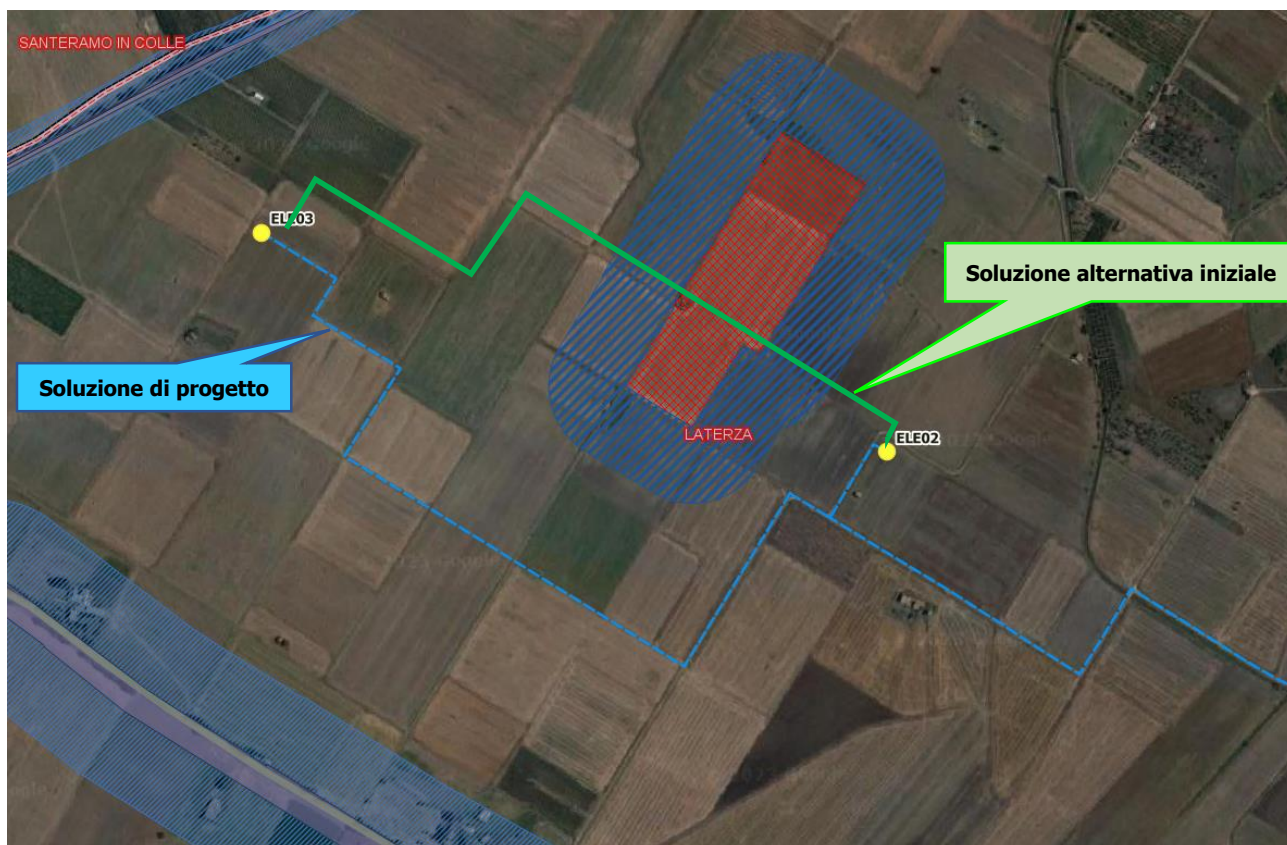 SANTERAMO IN COLLE
ELE03
Soluzione alternativa iniziale
Soluzione di progetto
LATERZA
ELE02